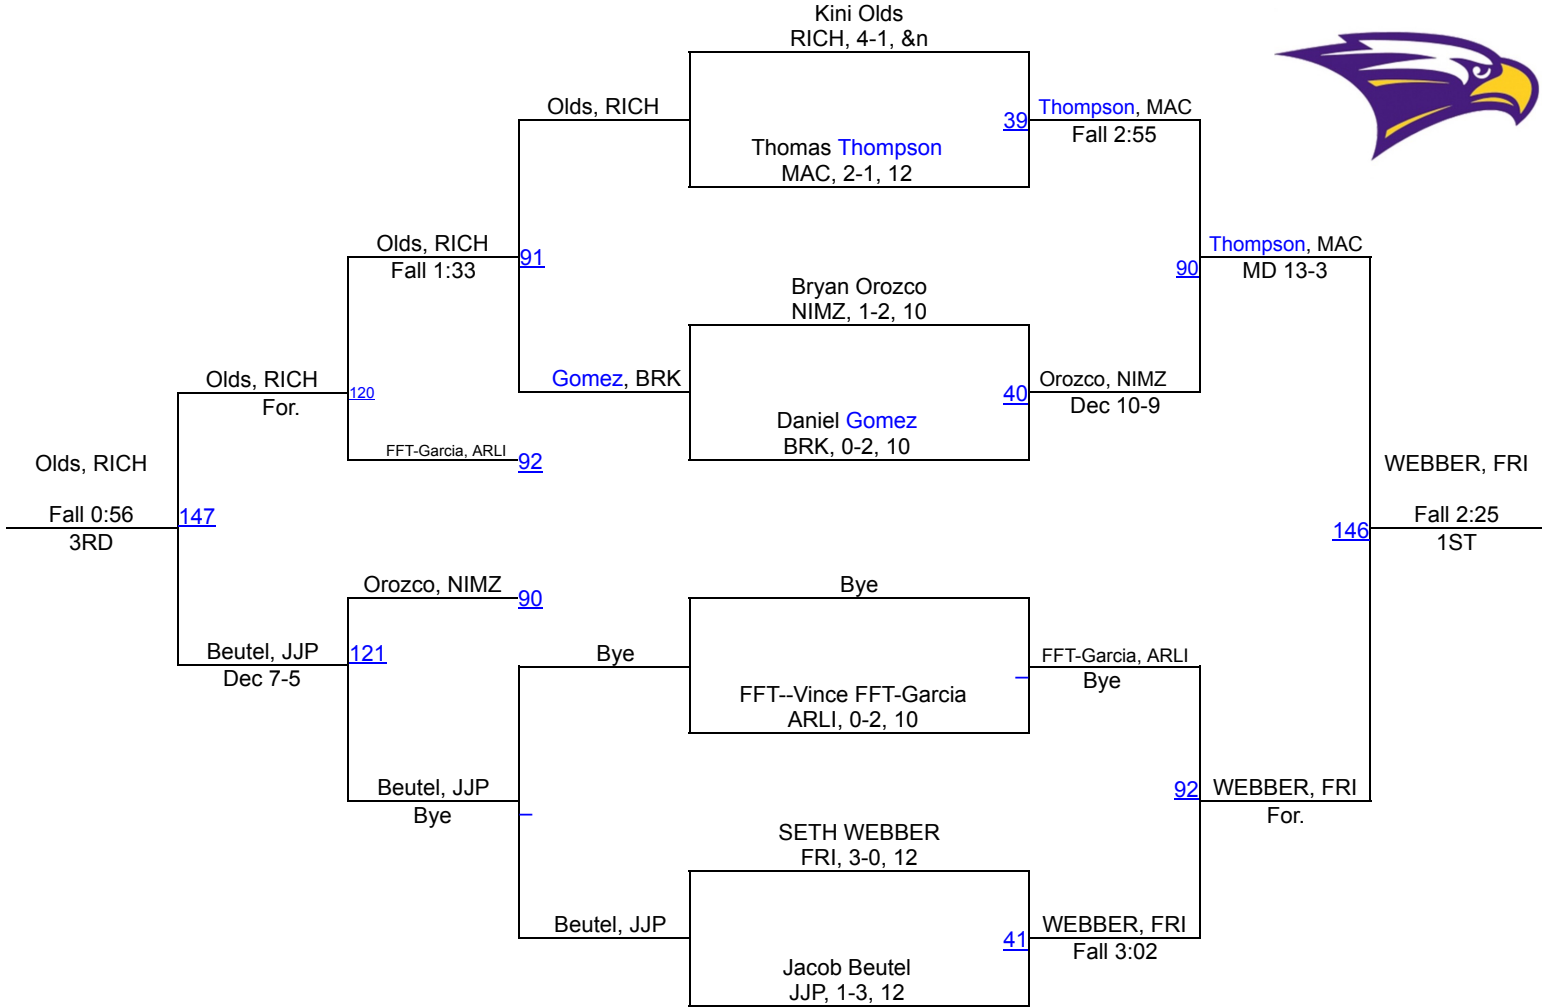 Kini Olds
RICH, 4-1, &n
Olds, RICH
39
Thompson, MAC
Fall 2:55
Thomas Thompson
MAC, 2-1, 12
Olds, RICH
Fall 1:33
91
Thompson, MAC
MD 13-3
90
Bryan Orozco
NIMZ, 1-2, 10
Olds, RICH
For.
120
Gomez, BRK
40
Orozco, NIMZ
Dec 10-9
Daniel Gomez
BRK, 0-2, 10
FFT-Garcia, ARLI
92
Olds, RICH
Fall 0:56
3RD
147
WEBBER, FRI
Fall 2:25
1ST
146
Orozco, NIMZ
90
Bye
Beutel, JJP
Dec 7-5
121
Bye
FFT-Garcia, ARLI
Bye
FFT--Vince FFT-Garcia
ARLI, 0-2, 10
Beutel, JJP
Bye
92
WEBBER, FRI
For.
SETH WEBBER
FRI, 3-0, 12
Beutel, JJP
41
WEBBER, FRI
Fall 3:02
Jacob Beutel
JJP, 1-3, 12